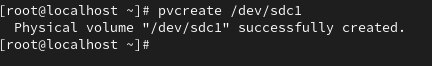 [root@localhost ~]# pvcreate /dev/sdc1
  Physical volume "/dev/sdc1" successfully created.
[root@localhost ~]#